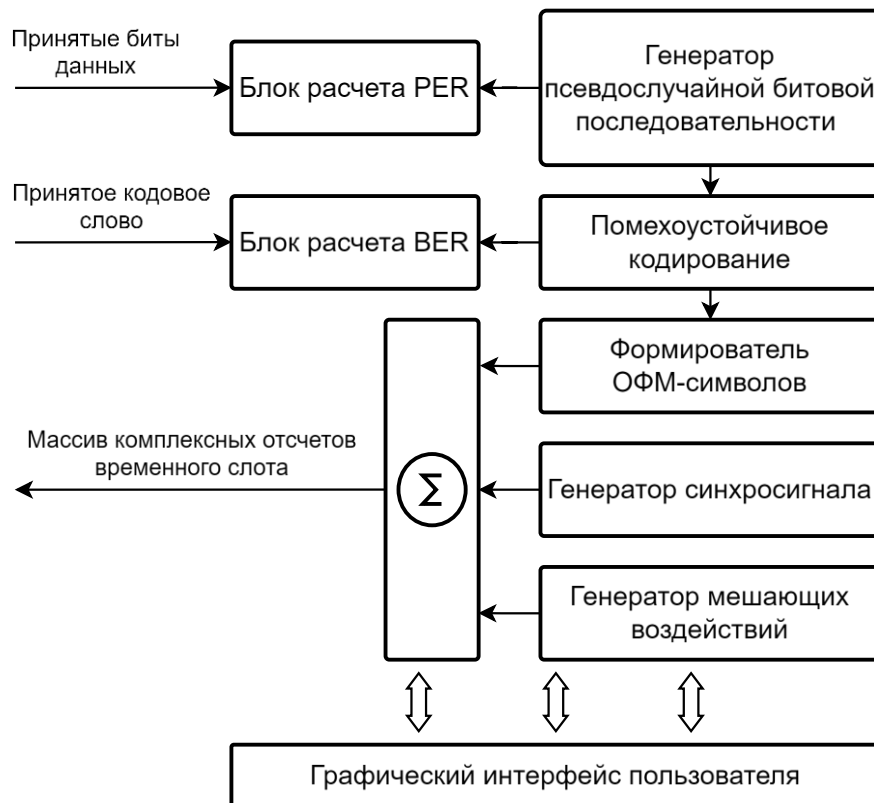 Принятые биты
данных
Блок расчета PER
Генератор
псевдослучайной битовой
последовательности
Принятое кодовое
слово
Блок расчета BER
Помехоустойчивое
кодирование
Формирователь
ОФМ-символов
Массив комплексных отсчетов
временного слота
Σ
Генератор синхросигнала
Генератор мешающих
воздействий
Графический интерфейс пользователя